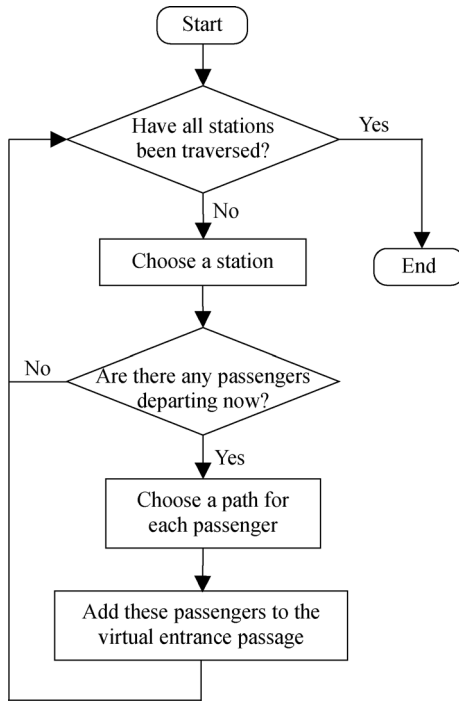 Start
Have all stations
been traversed?
Yes
No
Choose a station
End
No
Are there any passengers
departing now?
Yes
Choose a path for
each passenger
Add these passengers to the
virtual entrance passage